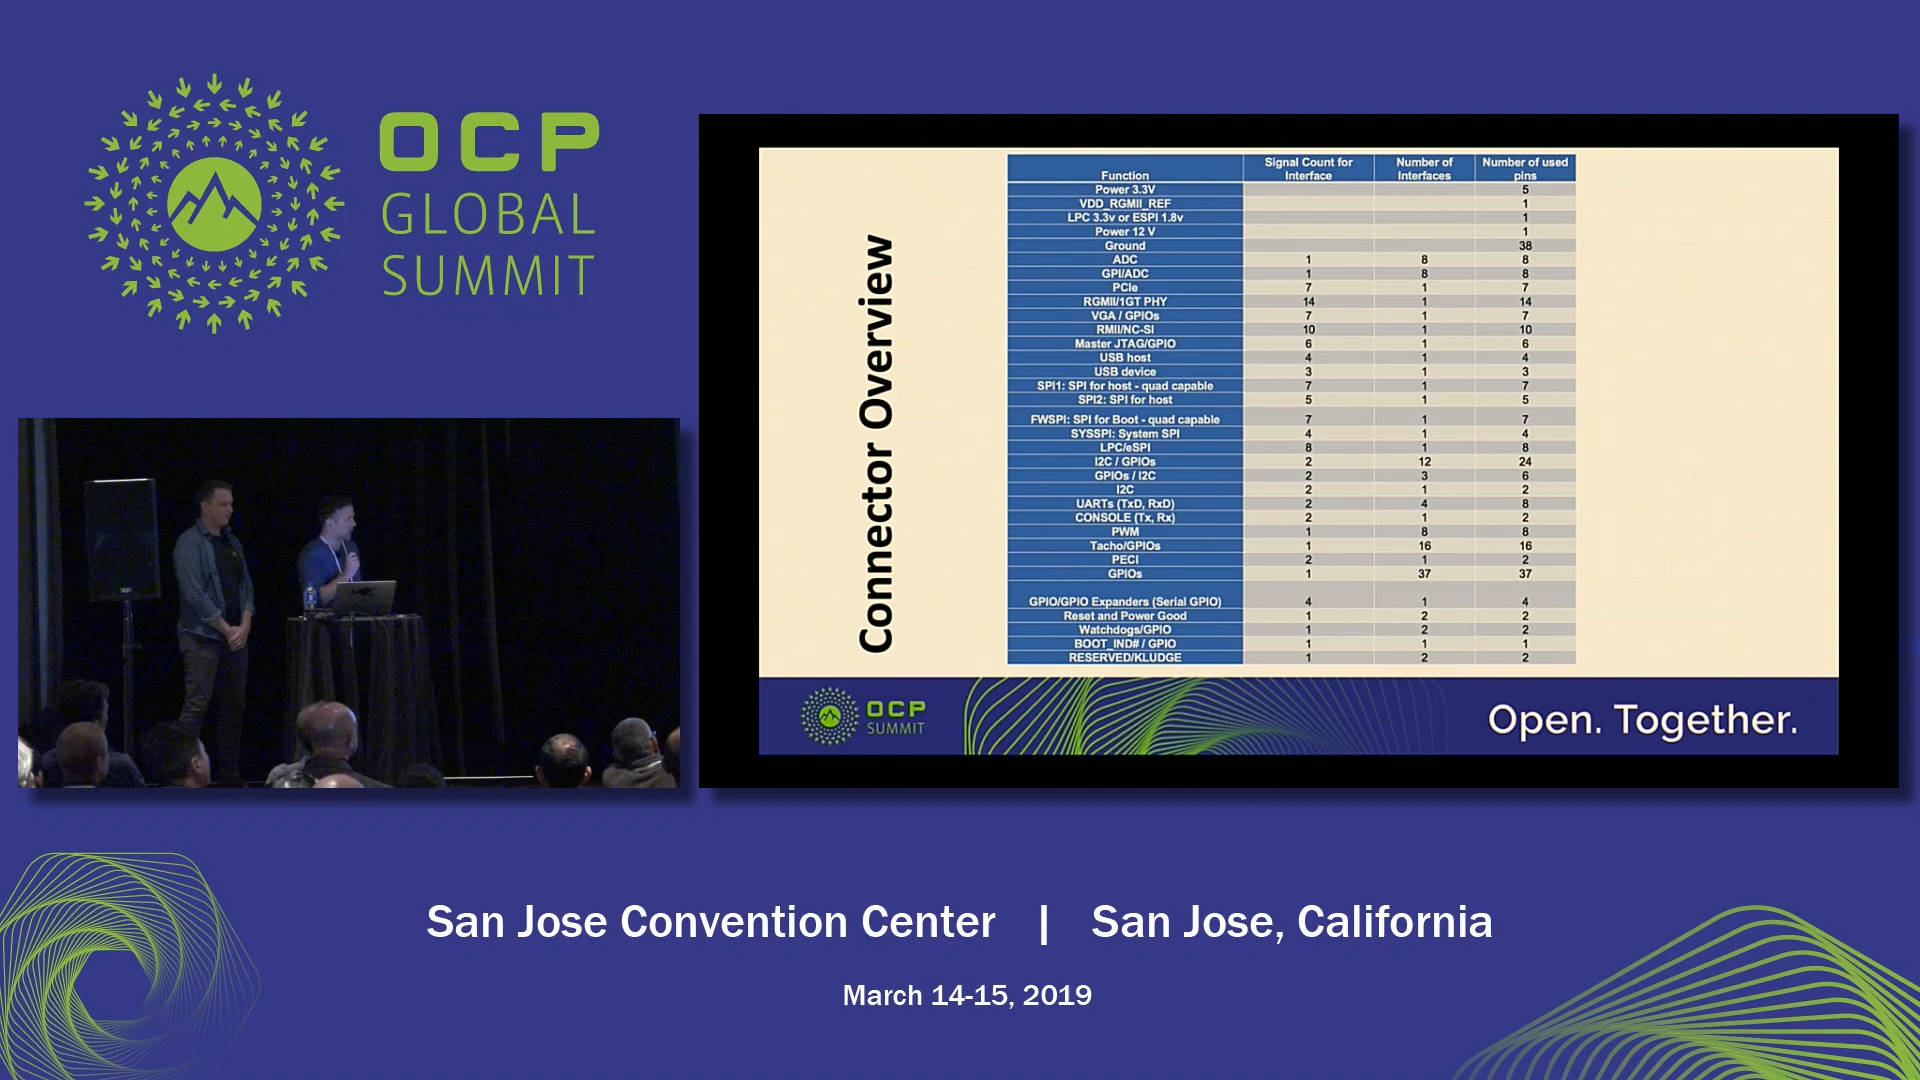 OCP
GLOBAL
SUMMIT
Connector Overview
Function Signal Count for Interface Number of Interfaces Number of used pins
Power 3.3V 5
VDD_RGMII_REF 1
LPC 3.3v or ESPI 1.8v 1
Power 12 V 1
Ground 38
ADC 1 8 8
GPI/ADC 1 8 8
PCIe 7 1 7
RGMII/1GT PHY 14 1 14
VGA / GPIOs 7 1 7
RMII/NC-SI 10 1 10
Master JTAG/GPIO 6 1 6
USB host 4 1 4
USB device 3 1 3
SPI1: SPI for host - quad capable 7 1 7
SPI2: SPI for host 5 1 5
FWSPI: SPI for Boot - quad capable 7 1 7
SYSSPI: System SPI 4 1 4
LPC/eSPI 8 1 8
I2C / GPIOs 2 12 24
GPIOs / I2C 2 3 6
I2C 2 1 2
UARTs (TxD, RxD) 2 4 8
CONSOLE (Tx, Rx) 2 1 2
PWM 1 8 8
Tacho/GPIOs 1 16 16
PECI 2 1 2
GPIOs 1 37 37
GPIO/GPIO Expanders (Serial GPIO) 4 1 4
Reset and Power Good 1 2 2
Watchdogs/GPIO 1 2 2
BOOT_IND# / GPIO 1 1 1
RESERVED/KLUDGE 1 2 2
OCP
SUMMIT
Open. Together.
San Jose Convention Center | San Jose, California
March 14-15, 2019